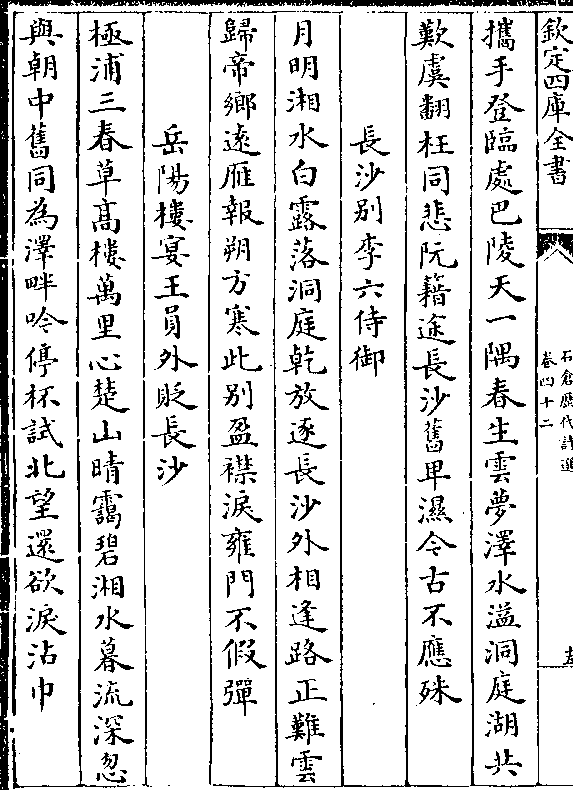 欽定四庫全書
石倉歷代詩選
卷四十二
攜手登臨處巴陵天一隅春生雲夢澤水溢洞庭湖共
歎虞翻枉同悲阮籍途長沙舊卑濕今古不應殊
長沙別李六侍御
月明湘水白露落洞庭乾放逐長沙外相逢路正難雲
歸帝鄉遠雁報朔方寒此別盈襟淚雍門不假彈
岳陽樓宴王員外貶長沙
極浦三春草高樓萬里心楚山晴靄碧湘水暮流深忽
與朝中舊同為澤畔吟停杯試北望還欲淚沾巾